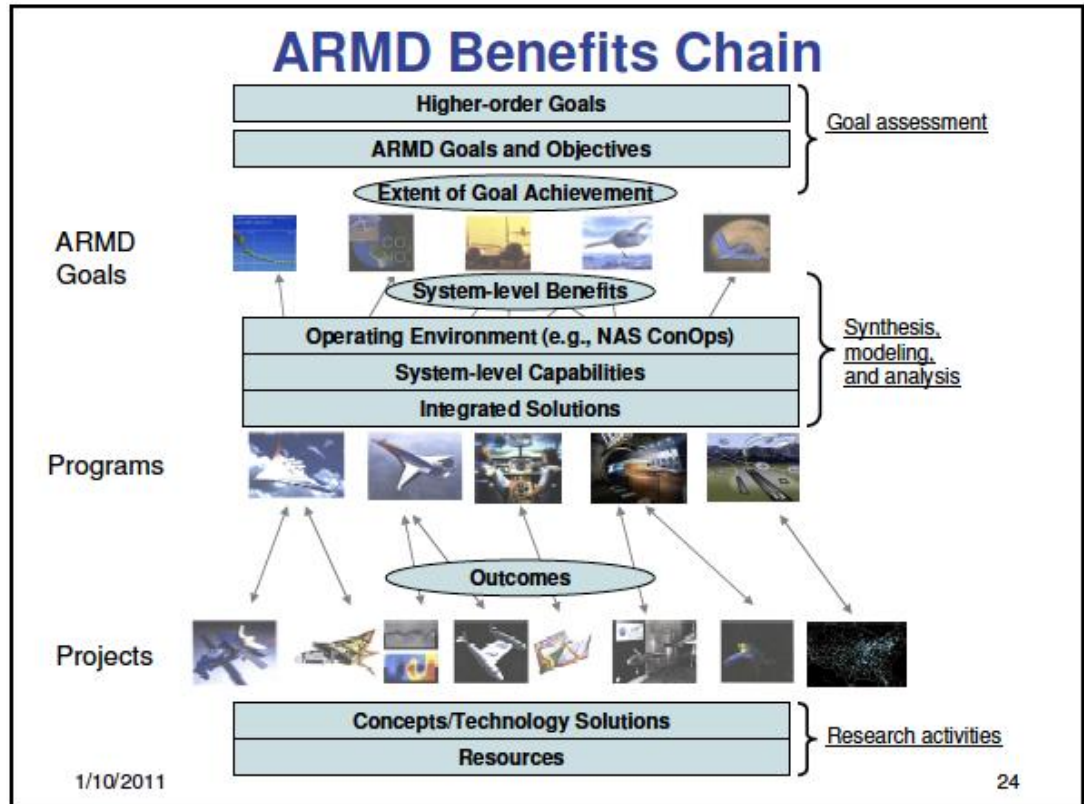 ARMD Benefits Chain
Higher-order Goals
Goal assessment
ARMD Goals and Objectives
Extent of Goal Achievement
ARMD
Goals
CO
NO
System-level Benefits
Operating Environment (e.g., NAS ConOps)
System-level Capabilities
Integrated Solutions
Synthesis,
modeling,
and analysis
Programs
Outcomes
Projects
Concepts/Technology Solutions
Resources
Research activities
1/10/2011
24